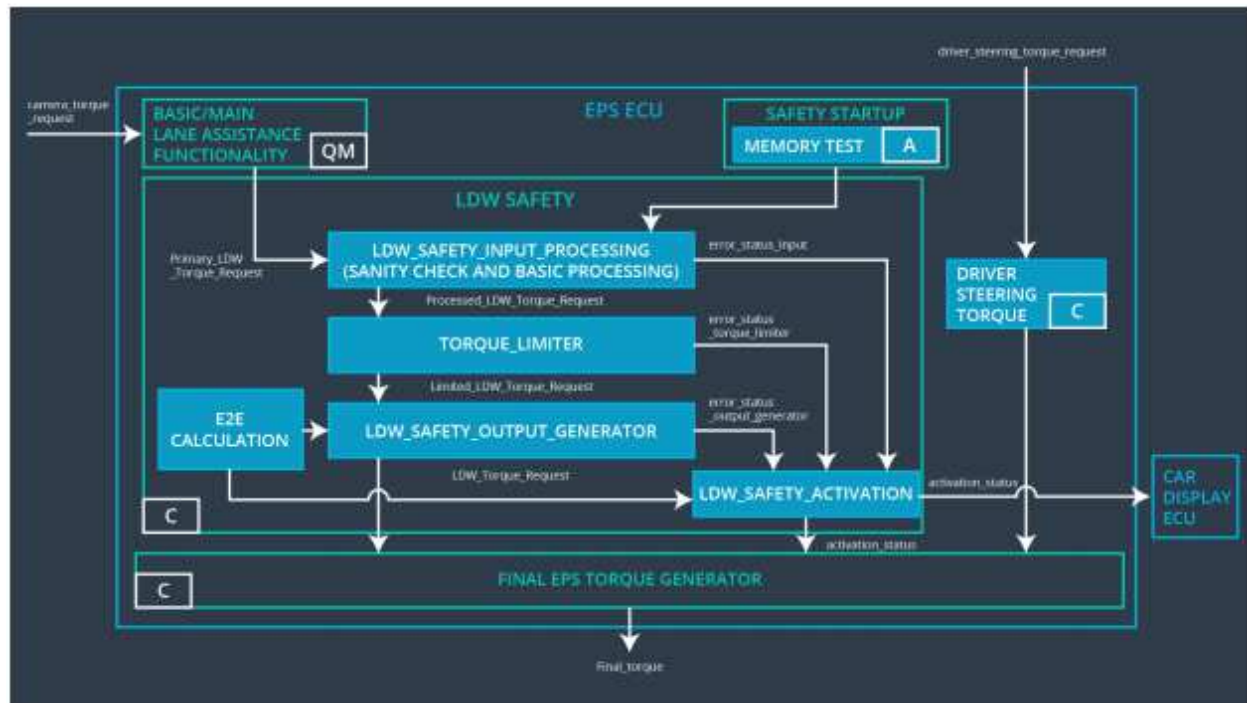 driver_steering_torque_request
camera_torque
_request
EPS ECU
BASIC/MAIN
LANE ASSISTANCE
FUNCTIONALITY
QM
SAFETY STARTUP
MEMORY TEST
A
LDW SAFETY
Primary_LDW
_Torque_Request
LDW_SAFETY_INPUT_PROCESSING
(SANITY CHECK AND BASIC PROCESSING)
error_status_input
DRIVER
STEERING
TORQUE
C
Processed_LDW_Torque_Request
TORQUE_LIMITER
error_status
_torque_limiter
Limited_LDW_Torque_Request
E2E
CALCULATION
LDW_SAFETY_OUTPUT_GENERATOR
error_status
_output_generator
LDW_Torque_Request
LDW_SAFETY_ACTIVATION
activation_status
CAR
DISPLAY
ECU
C
activation_status
FINAL EPS TORQUE GENERATOR
C
Final_torque